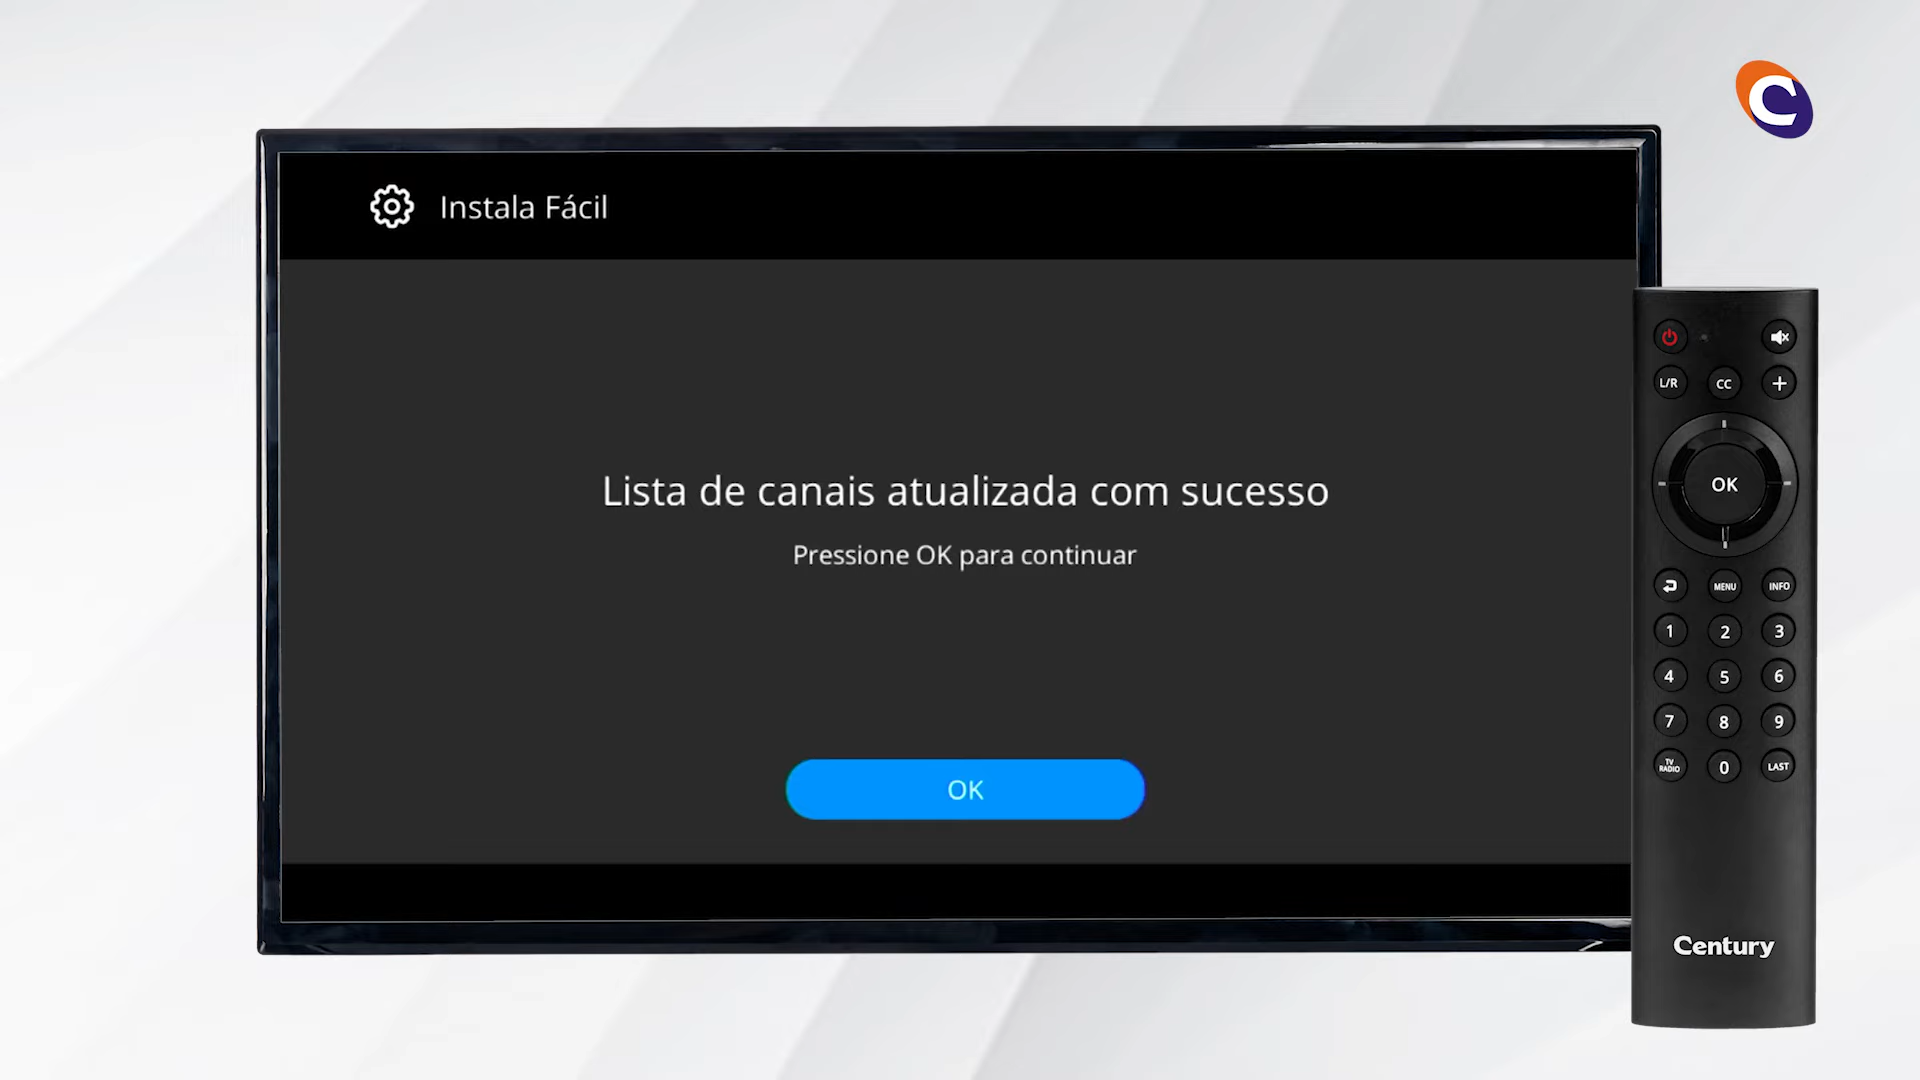 C
Instala Fácil
Lista de canais atualizada com sucesso
Pressione OK para continuar
OK
L/R CC +
OK
MENU INFO
1 2 3
4 5 6
7 8 9
TV
RADIO 0 LAST
Century